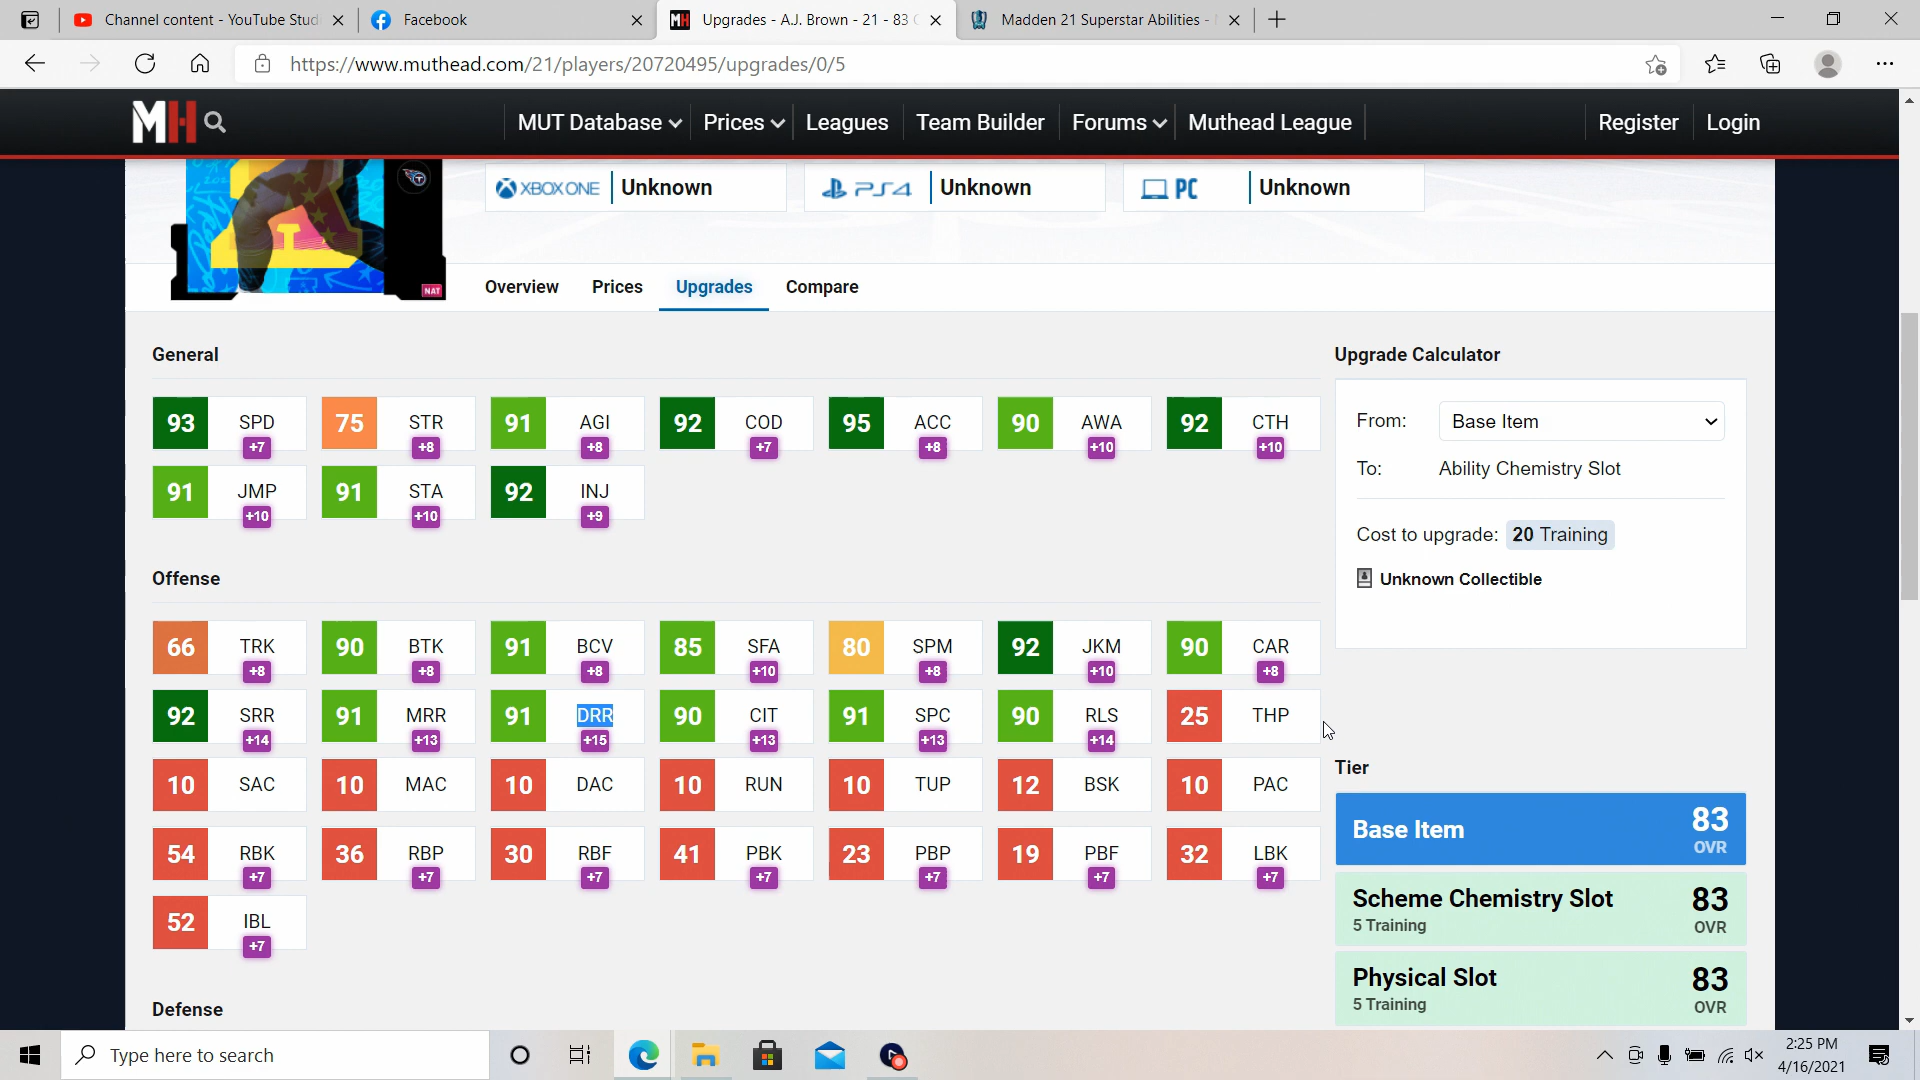 Channel content - YouTube Stud
Facebook
Upgrades - A.J. Brown - 21 - 83
Madden 21 Superstar Abilities -
https://www.muthead.com/21/players/20720495/upgrades/0/5
MH
MUT Database
Prices
Leagues
Team Builder
Forums
Muthead League
Register
Login
NAT
XBOX ONE Unknown
PS4 Unknown
PC Unknown
Overview
Prices
Upgrades
Compare
General
93 SPD +7
75 STR +8
91 AGI +8
92 COD +7
95 ACC +8
90 AWA +10
92 CTH +10
91 JMP +10
91 STA +10
92 INJ +9
Offense
66 TRK +8
90 BTK +8
91 BCV +8
85 SFA +10
80 SPM +8
92 JKM +10
90 CAR +8
92 SRR +14
91 MRR +13
91 DRR +15
90 CIT +13
91 SPC +13
90 RLS +14
25 THP
10 SAC
10 MAC
10 DAC
10 RUN
10 TUP
12 BSK
10 PAC
54 RBK +7
36 RBP +7
30 RBF +7
41 PBK +7
23 PBP +7
19 PBF +7
32 LBK +7
52 IBL +7
Defense
Upgrade Calculator
From: Base Item
To: Ability Chemistry Slot
Cost to upgrade: 20 Training
Unknown Collectible
Tier
Base Item 83
OVR
Scheme Chemistry Slot 83
5 Training OVR
Physical Slot 83
5 Training OVR
Type here to search
2:25 PM
4/16/2021